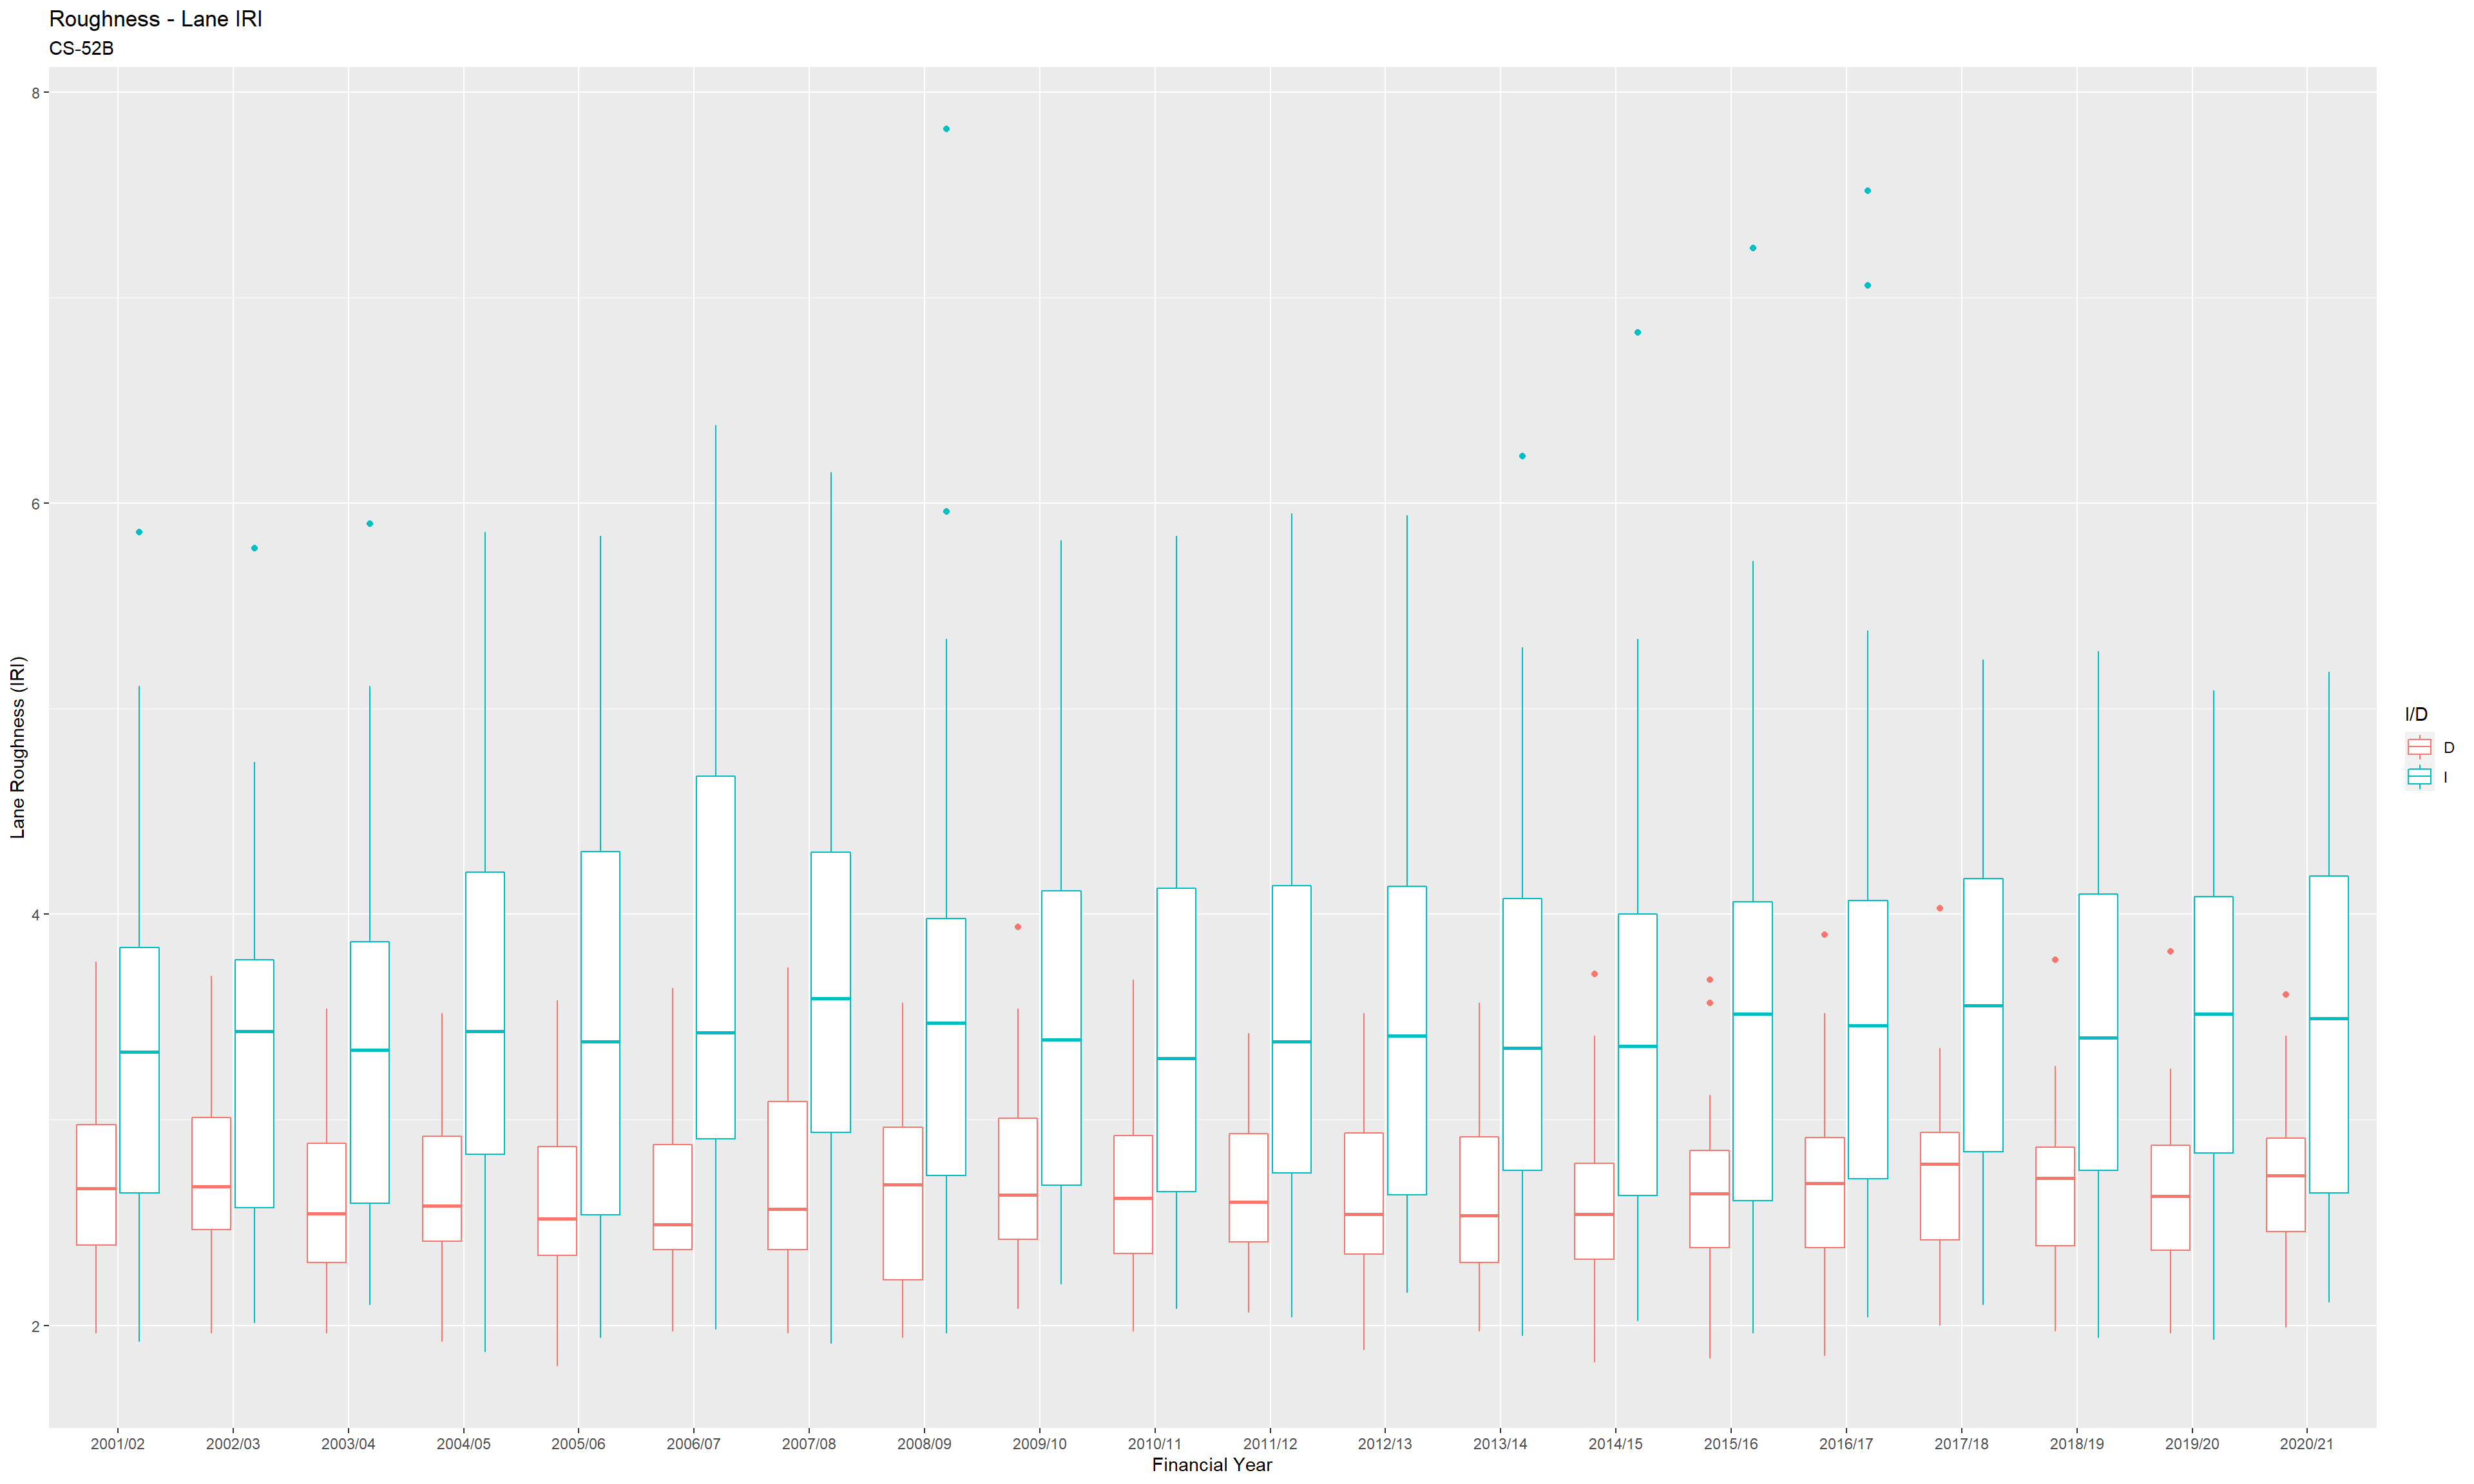 Roughness - Lane IRI
CS-52B
8
6
4
2
Lane Roughness (IRI)
2001/02 2002/03 2003/04 2004/05 2005/06 2006/07 2007/08 2008/09 2009/10 2010/11 2011/12 2012/13 2013/14 2014/15 2015/16 2016/17 2017/18 2018/19 2019/20 2020/21
Financial Year
I/D
D
I